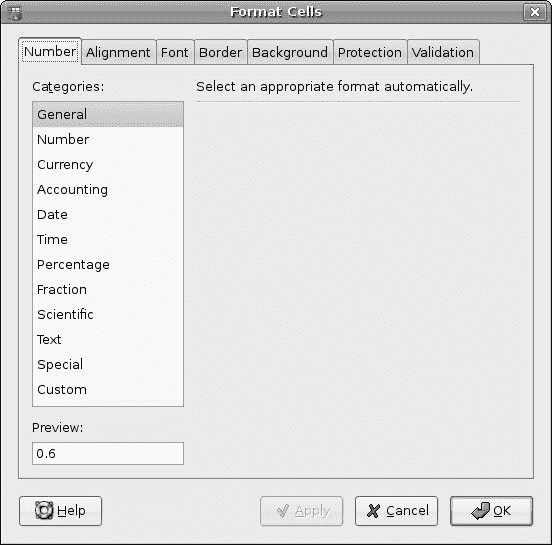 Format Cells
Number Alignment Font Border Background Protection Validation
Categories:
Select an appropriate format automatically.
General
Number
Currency
Accounting
Date
Time
Percentage
Fraction
Scientific
Text
Special
Custom
Preview:
0.6
Help Apply Cancel OK